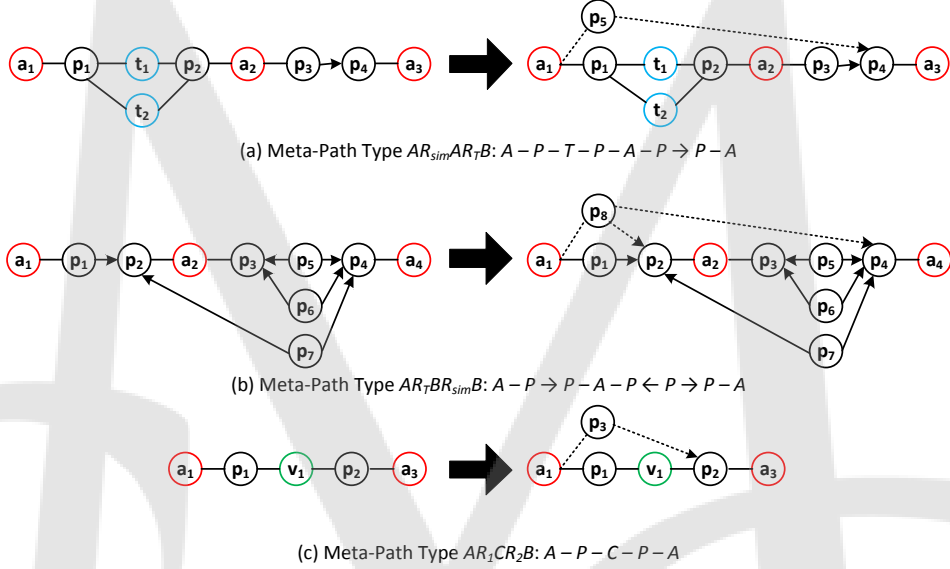 p5
a1 p1 t1 p2 a2 p3 p4 a3 a1 p1 t1 p2 a2 p3 p4 a3
t2 t2
(a) Meta-Path Type ARsimARTB: A – P – T – P – A – P → P – A
p8
a1 p1 p2 a2 p3 p5 p4 a4 a1 p1 p2 a2 p3 p5 p4 a4
p6 p6
p7 p7
(b) Meta-Path Type ARTBRsimB: A – P → P – A – P ← P → P – A
p3
a1 p1 v1 p2 a3 a1 p1 v1 p2 a3
(c) Meta-Path Type AR1CR2B: A – P – C – P – A